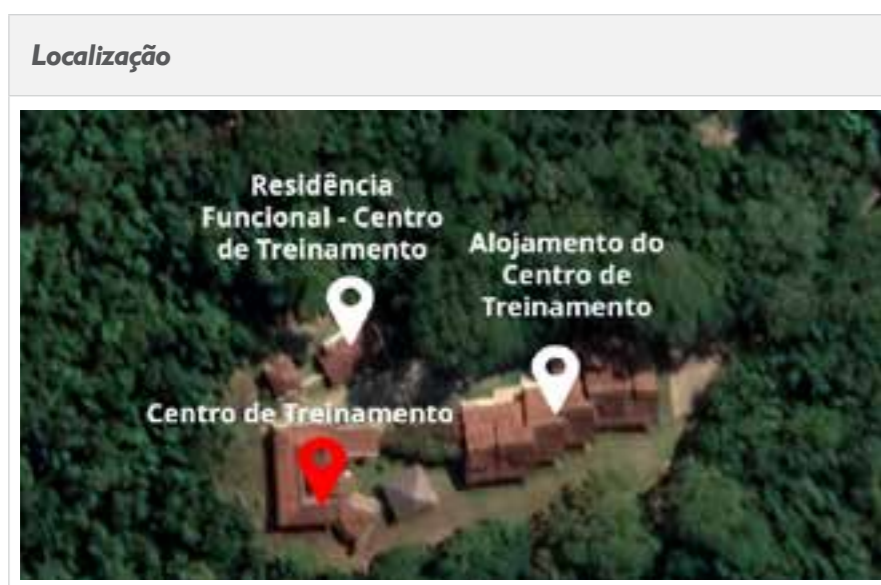 Localização
Residência
Funcional - Centro
de Treinamento
Alojamento do
Centro de
Treinamento
Centro de Treinamento